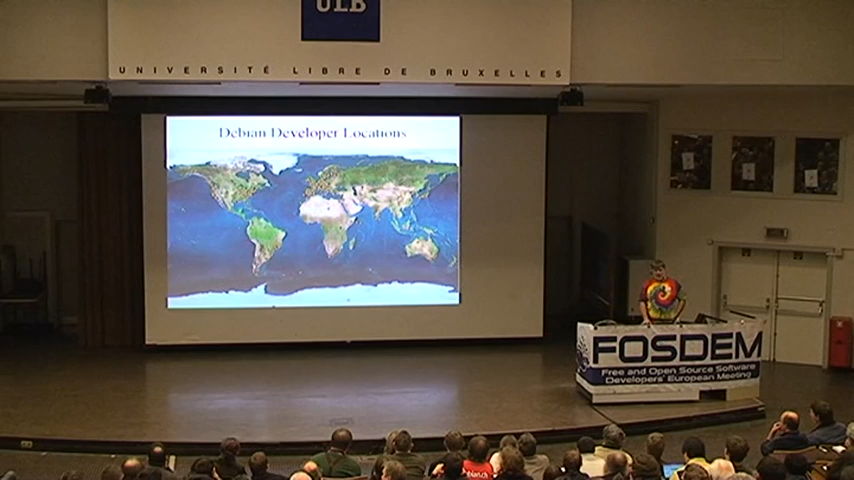 ULB
UNIVERSITÉ LIBRE DE BRUXELLES
Debian Developer Locations
FOSDEM
Free and Open Source Software
Developers' European Meeting